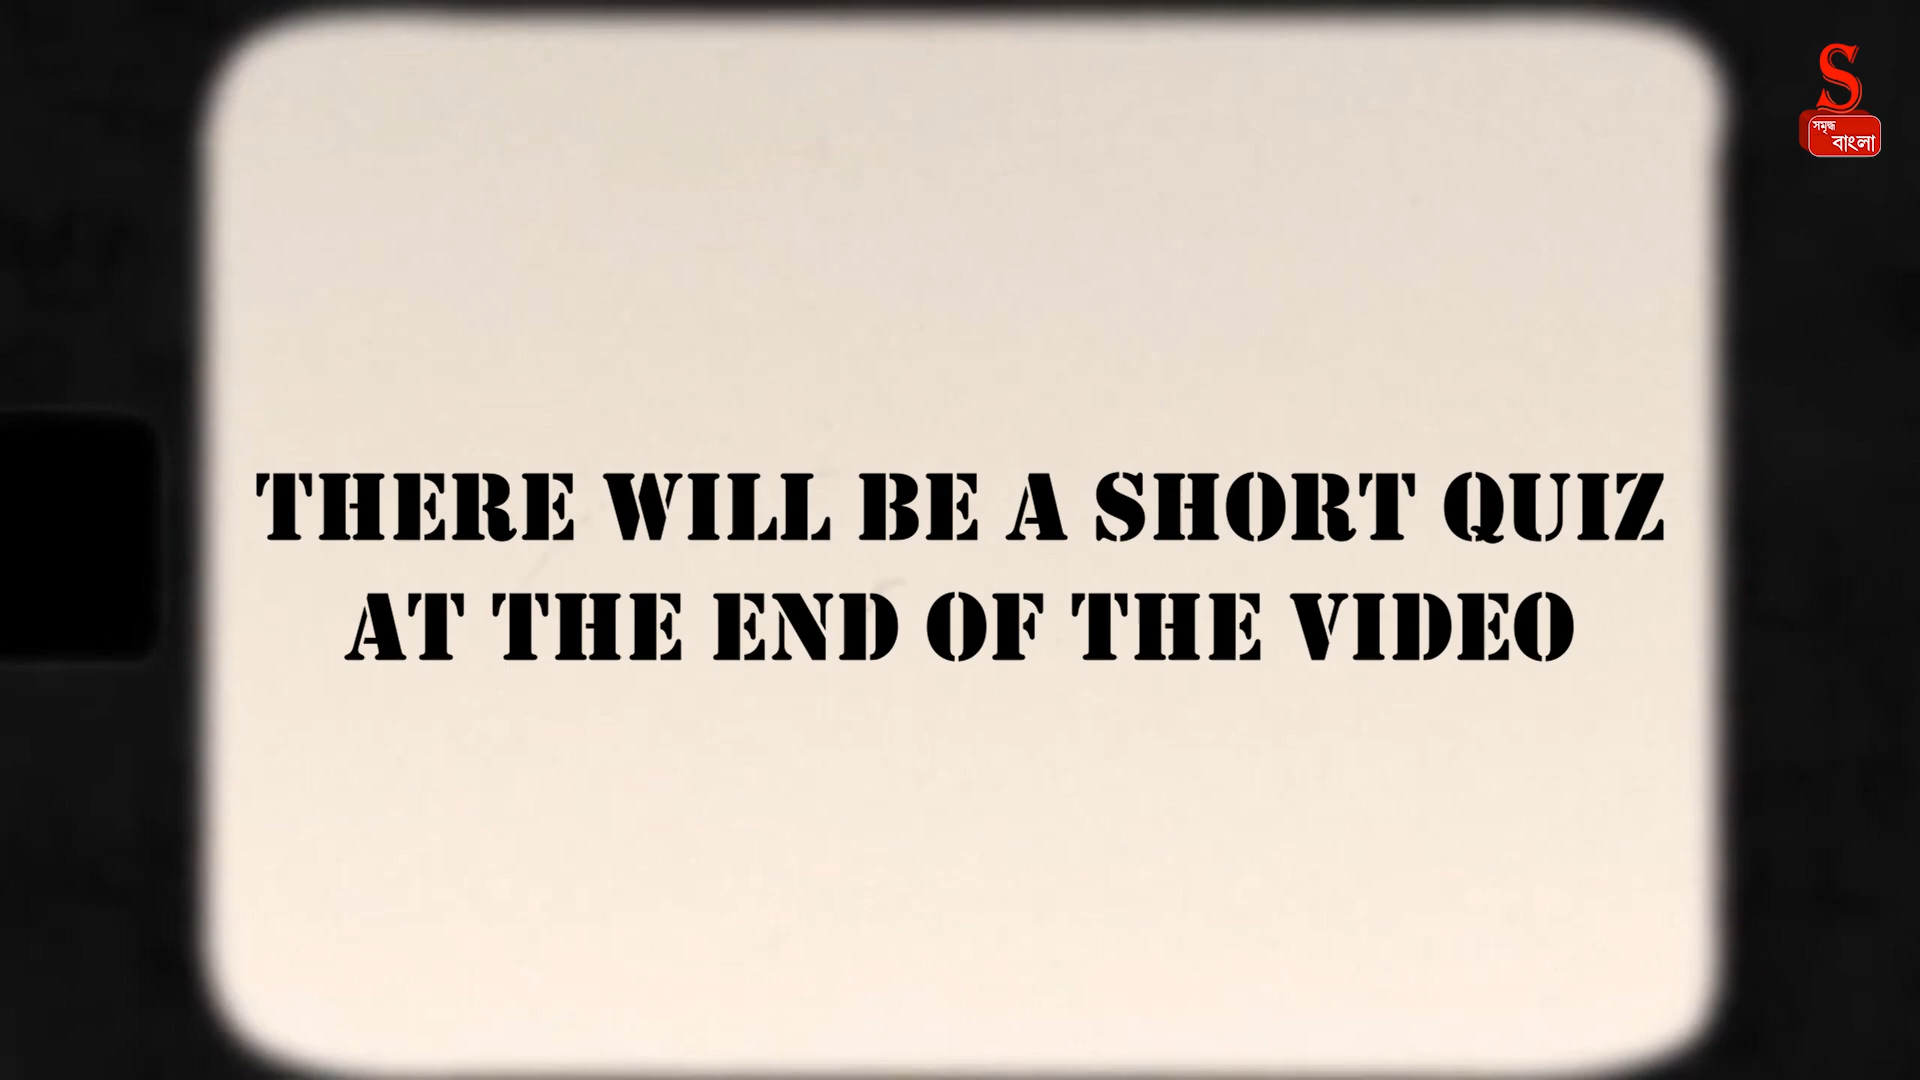 S
সমৃদ্ধ
বাংলা
THERE WILL BE A SHORT QUIZ
AT THE END OF THE VIDEO